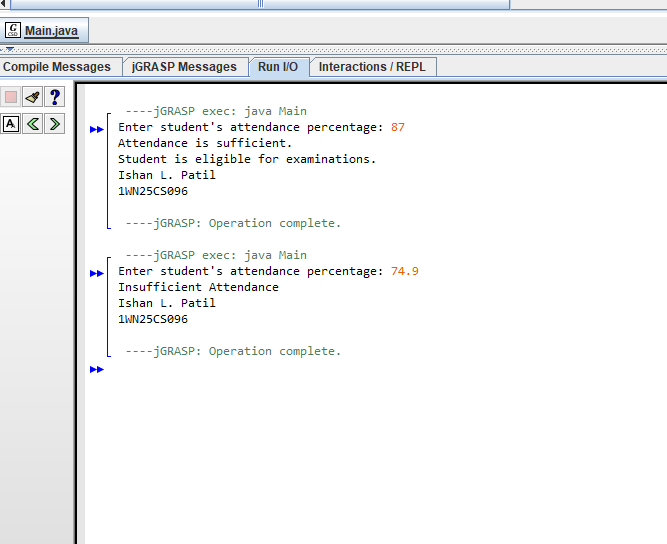 Main.java
Compile Messages jGRASP Messages Run I/O Interactions / REPL
----jGRASP exec: java Main
Enter student's attendance percentage: 87
Attendance is sufficient.
Student is eligible for examinations.
Ishan L. Patil
1WN25CS096
----jGRASP: Operation complete.
----jGRASP exec: java Main
Enter student's attendance percentage: 74.9
Insufficient Attendance
Ishan L. Patil
1WN25CS096
----jGRASP: Operation complete.